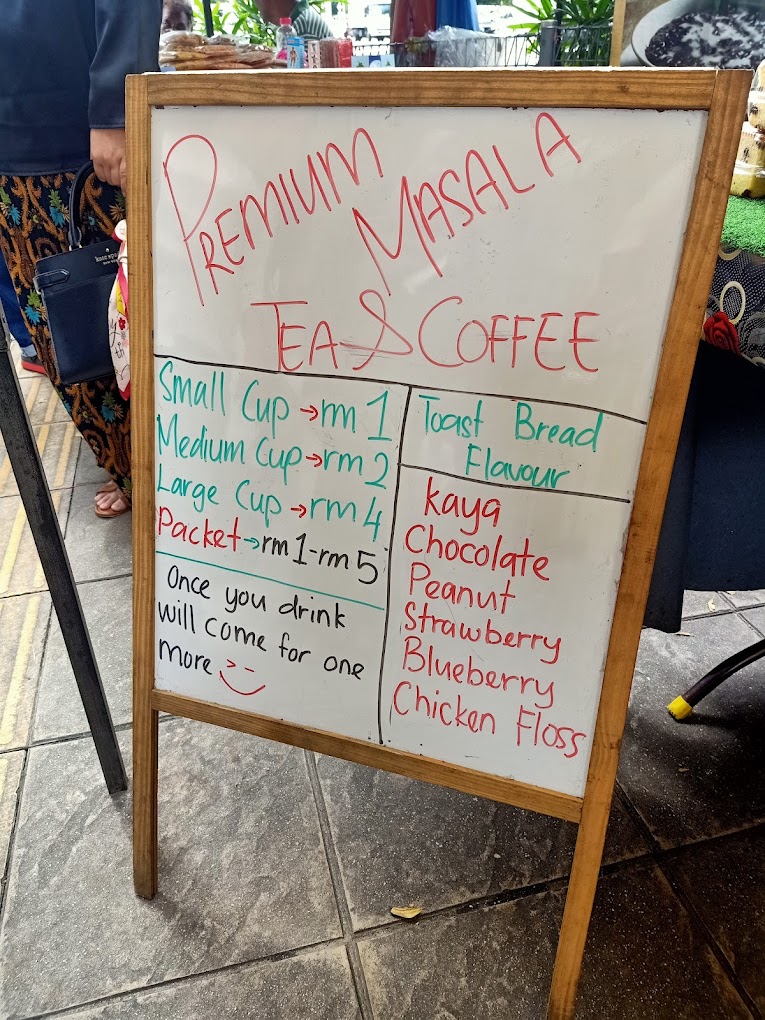 PREMIUM
MASALA
TEA & COFFEE
Small Cup → rm 1
Medium Cup → rm 2
Large Cup → rm 4
Packet → rm 1 - rm 5
Once you drink
will come for one
more
Toast Bread
Flavour
kaya
Chocolate
Peanut
Strawberry
Blueberry
Chicken Floss